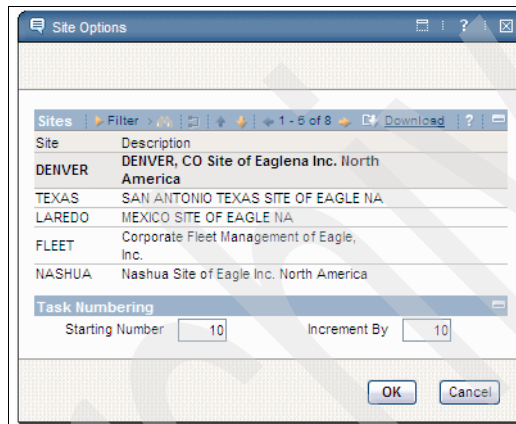 Site Options
?
Sites Filter 1 - 5 of 8 Download ?
Site Description
DENVER DENVER, CO Site of Eaglena Inc. North
America
TEXAS SAN ANTONIO TEXAS SITE OF EAGLE NA
LAREDO MEXICO SITE OF EAGLE NA
FLEET Corporate Fleet Management of Eagle,
Inc.
NASHUA Nashua Site of Eagle Inc. North America
Task Numbering
Starting Number 10 Increment By 10
OK Cancel